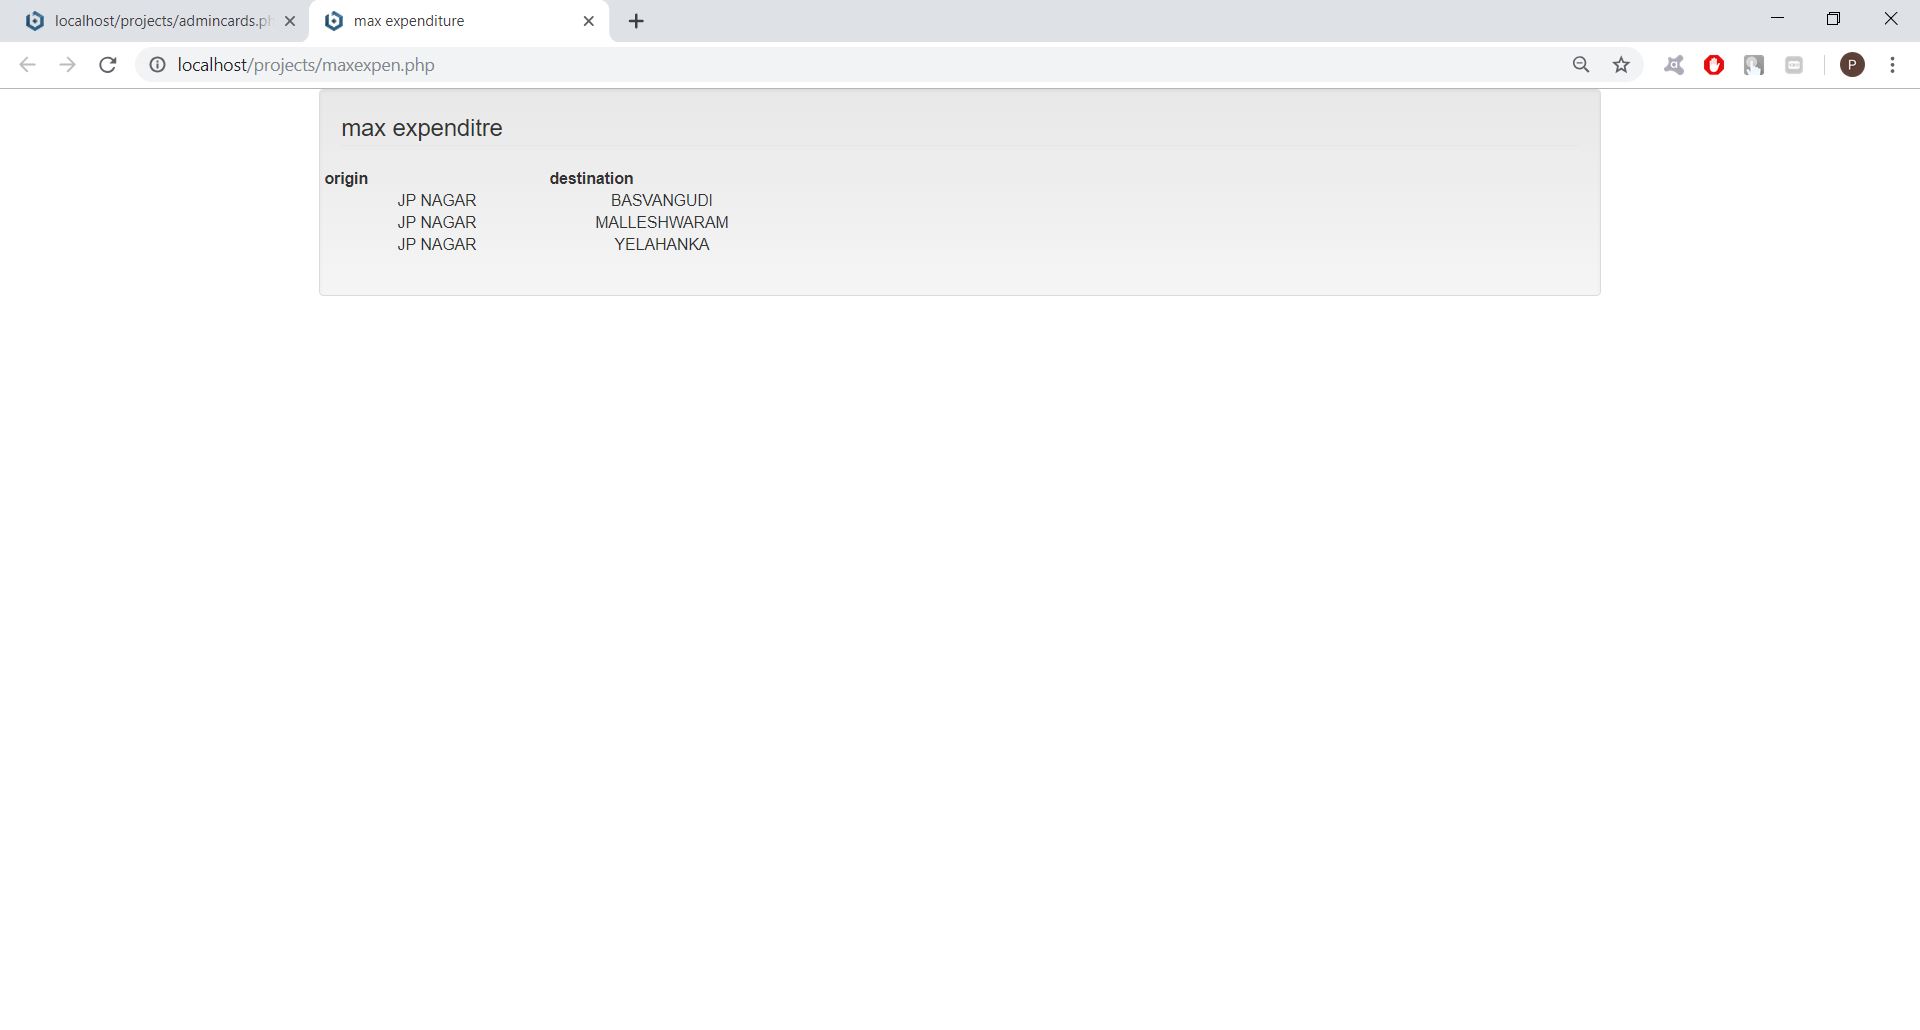 localhost/projects/admincards.ph
max expenditure
localhost/projects/maxexpen.php
P
max expenditre
origin destination
JP NAGAR BASVANGUDI
JP NAGAR MALLESHWARAM
JP NAGAR YELAHANKA